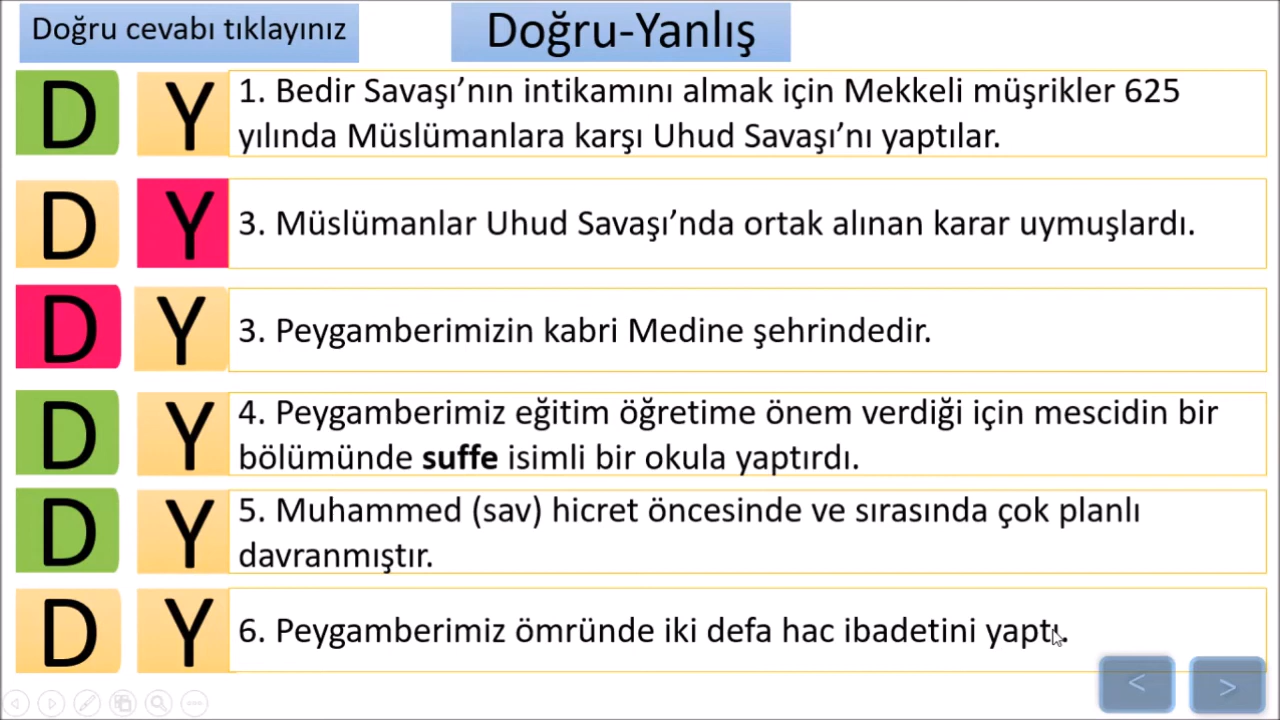 Doğru cevabı tıklayınız
Doğru-Yanlış
D Y 1. Bedir Savaşı’nın intikamını almak için Mekkeli müşrikler 625
yılında Müslümanlara karşı Uhud Savaşı’nı yaptılar.
D Y 3. Müslümanlar Uhud Savaşı’nda ortak alınan karar uymuşlardı.
D Y 3. Peygamberimizin kabri Medine şehrindedir.
D Y 4. Peygamberimiz eğitim öğretime önem verdiği için mescidin bir
bölümünde suffe isimli bir okula yaptırdı.
D Y 5. Muhammed (sav) hicret öncesinde ve sırasında çok planlı
davranmıştır.
D Y 6. Peygamberimiz ömründe iki defa hac ibadetini yaptı.
< >